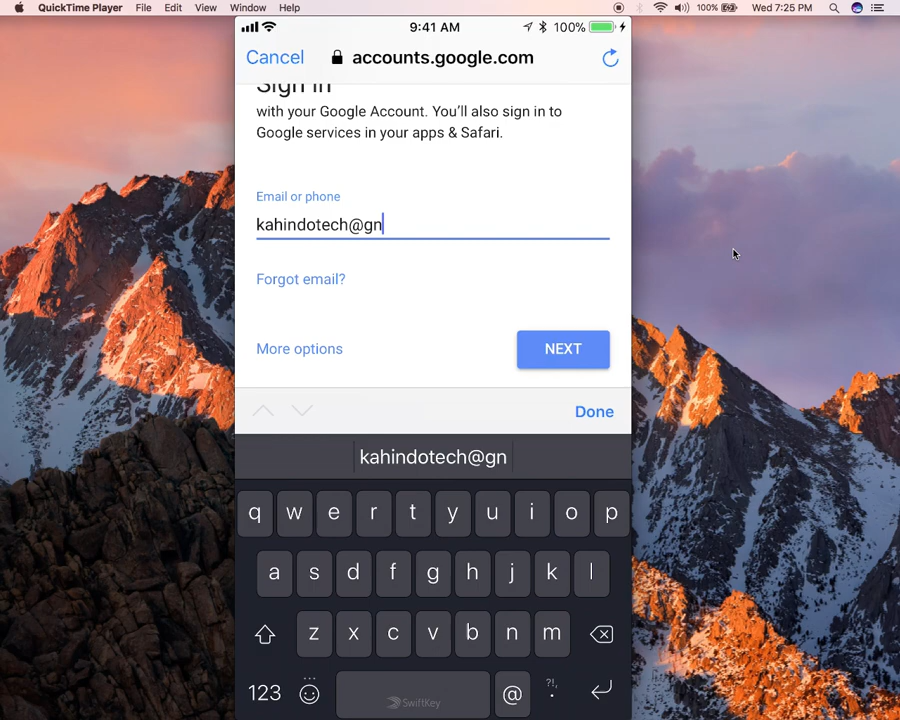 QuickTime Player File Edit View Window Help 100% Wed 7:25 PM
9:41 AM 100%
Cancel accounts.google.com
Sign in
with your Google Account. You'll also sign in to
Google services in your apps & Safari.
Email or phone
kahindotech@gn
Forgot email?
More options NEXT
Done
kahindotech@gn
q w e r t y u i o p
a s d f g h j k l
z x c v b n m
123 SwiftKey @ ?!, .